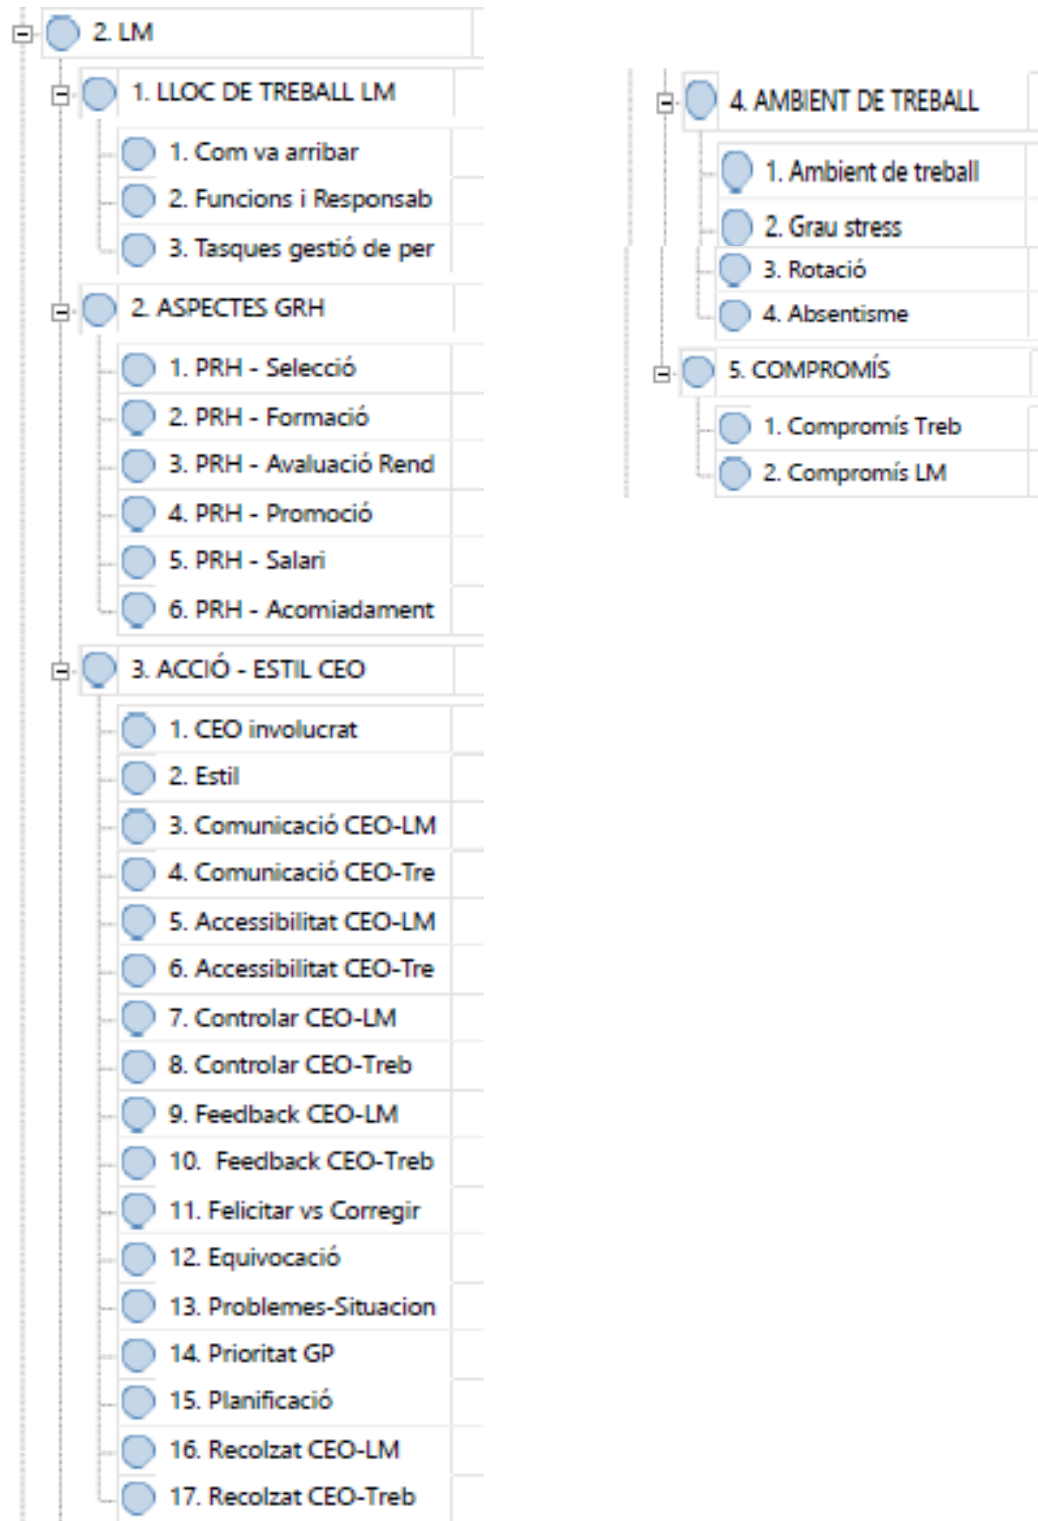 2. LM
1. LLOC DE TREBALL LM
1. Com va arribar
2. Funcions i Responsab
3. Tasques gestió de per
2. ASPECTES GRH
1. PRH - Selecció
2. PRH - Formació
3. PRH - Avaluació Rend
4. PRH - Promoció
5. PRH - Salari
6. PRH - Acomiadament
3. ACCIÓ - ESTIL CEO
1. CEO involucrat
2. Estil
3. Comunicació CEO-LM
4. Comunicació CEO-Tre
5. Accessibilitat CEO-LM
6. Accessibilitat CEO-Tre
7. Controlar CEO-LM
8. Controlar CEO-Treb
9. Feedback CEO-LM
10. Feedback CEO-Treb
11. Felicitar vs Corregir
12. Equivocació
13. Problemes-Situacion
14. Prioritat GP
15. Planificació
16. Recolzat CEO-LM
17. Recolzat CEO-Treb
4. AMBIENT DE TREBALL
1. Ambient de treball
2. Grau stress
3. Rotació
4. Absentisme
5. COMPROMÍS
1. Compromís Treb
2. Compromís LM